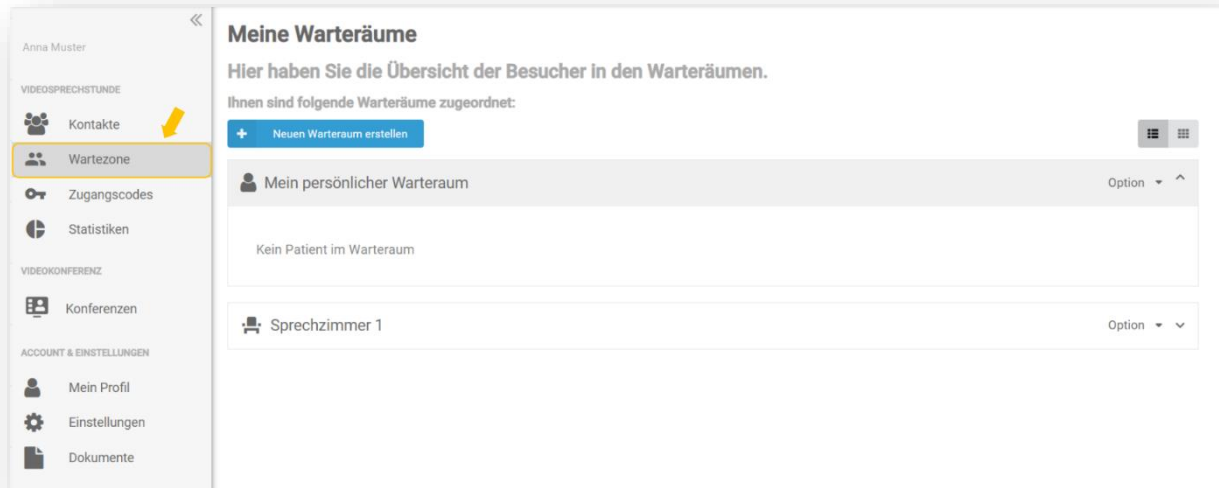 Anna Muster
VIDEOSPRECHSTUNDE
Kontakte
Wartezone
Zugangscodes
Statistiken
VIDEOKONFERENZ
Konferenzen
ACCOUNT & EINSTELLUNGEN
Mein Profil
Einstellungen
Dokumente
Meine Warteräume
Hier haben Sie die Übersicht der Besucher in den Warteräumen.
Ihnen sind folgende Warteräume zugeordnet:
+ Neuen Warteraum erstellen
Mein persönlicher Warteraum Option
Kein Patient im Warteraum
Sprechzimmer 1 Option